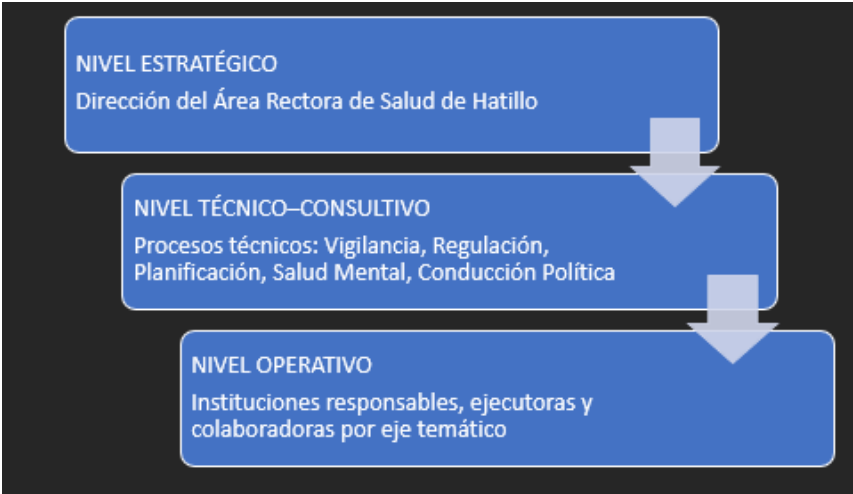 NIVEL ESTRATÉGICO
Dirección del Área Rectora de Salud de Hatillo
NIVEL TÉCNICO–CONSULTIVO
Procesos técnicos: Vigilancia, Regulación,
Planificación, Salud Mental, Conducción Política
NIVEL OPERATIVO
Instituciones responsables, ejecutoras y
colaboradoras por eje temático